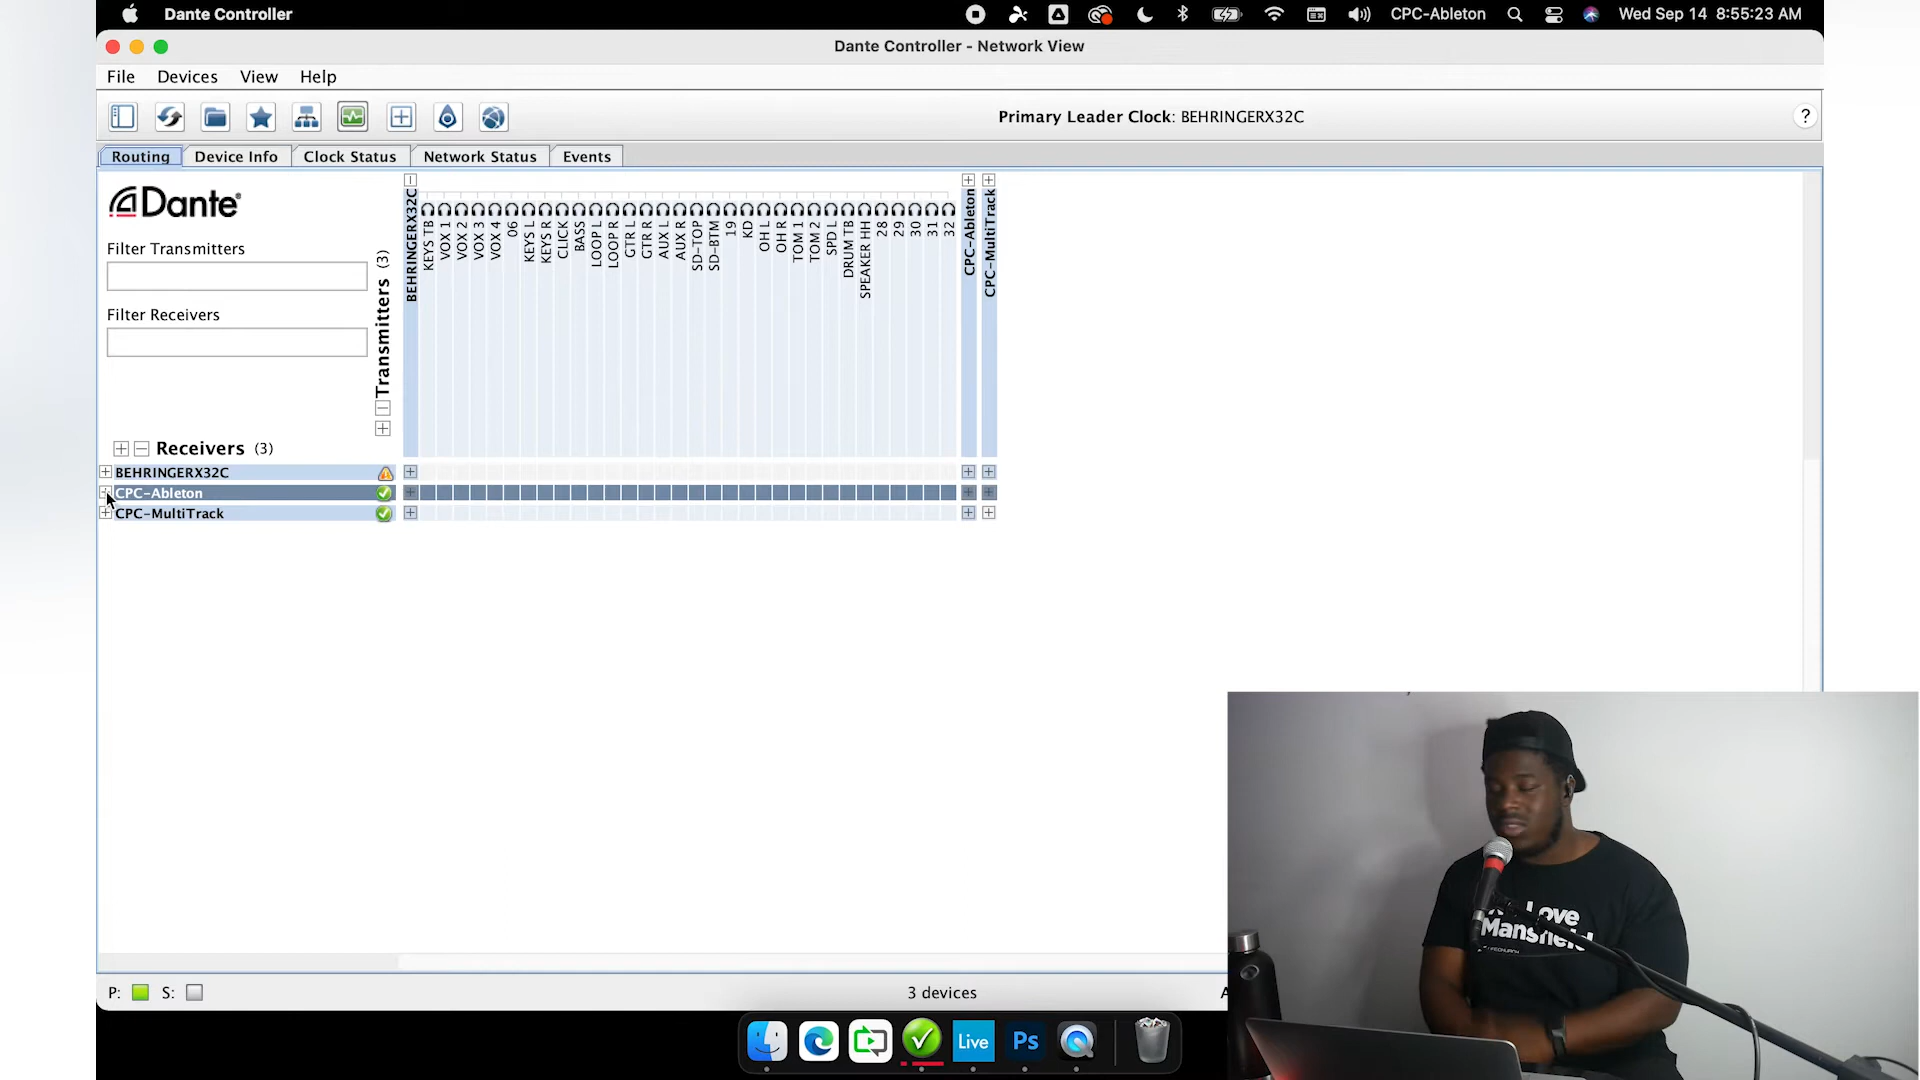 Dante Controller
CPC-Ableton
Wed Sep 14 8:55:23 AM
Dante Controller - Network View
File Devices View Help
Primary Leader Clock: BEHRINGERX32C
?
Routing Device Info Clock Status Network Status Events
Dante
Filter Transmitters
Filter Receivers
Transmitters (3)
BEHRINGERX32C
KEYS TB
VOX 1
VOX 2
VOX 3
VOX 4
06
KEYS L
KEYS R
CLICK
BASS
LOOP L
LOOP R
GTR L
GTR R
AUX L
AUX R
SD-TOP
SD-BTM
19
KD
OH L
OH R
TOM 1
TOM 2
SPD L
DRUM TB
SPEAKER HH
28
29
30
31
32
CPC-Ableton
CPC-MultiTrack
Receivers (3)
BEHRINGERX32C
CPC-Ableton
CPC-MultiTrack
Love
Mansfield
P: S:
3 devices
Live
Ps